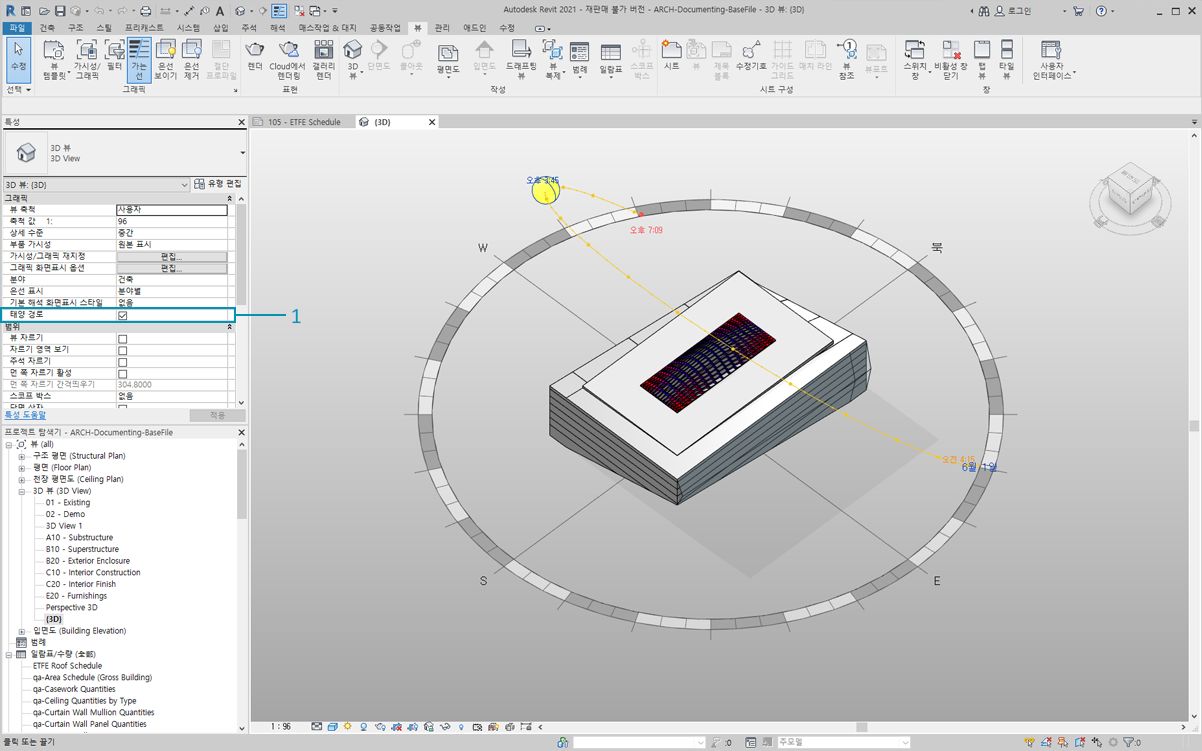 Autodesk Revit 2021 - 재판매 불가 버전 - ARCH-Documenting-BaseFile - 3D 뷰: {3D}
로그인
파일 건축 구조 스틸 프리캐스트 시스템 삽입 주석 해석 매스작업 & 대지 공동작업 뷰 관리 애드인 수정
수정
뷰 템플릿
가시성/그래픽
필터
가는 선
은선 보이기
은선 제거
절단 프로파일
렌더
Cloud에서 렌더링
갤러리 렌더
3D 뷰
단면도
콜아웃
평면도
입면도
드래프팅 뷰
뷰 복제
범례
일람표
스코프 박스
시트
뷰
제목 블록
수정기호
가이드 그리드
매치 라인
뷰 참조
뷰포트
스위치 창
비활성 창 닫기
탭 뷰
타일 뷰
사용자 인터페이스
선택
그래픽
표현
작성
시트 구성
창
특성
105 - ETFE Schedule
{3D}
3D 뷰
3D View
3D 뷰: {3D}
유형 편집
그래픽
뷰 축척 사용자
축척 값 1: 96
상세 수준 중간
부품 가시성 원본 표시
가시성/그래픽 재지정 편집...
그래픽 화면표시 옵션 편집...
분야 건축
은선 표시 분야별
기본 해석 화면표시 스타일 없음
태양 경로
1
범위
뷰 자르기
자르기 영역 보기
주석 자르기
먼 쪽 자르기 활성
먼 쪽 자르기 간격띄우기 304.8000
스코프 박스 없음
단면 상자
특성 도움말
적용
프로젝트 탐색기 - ARCH-Documenting-BaseFile
뷰 (all)
구조 평면 (Structural Plan)
평면 (Floor Plan)
천장 평면도 (Ceiling Plan)
3D 뷰 (3D View)
01 - Existing
02 - Demo
3D View 1
A10 - Substructure
B10 - Superstructure
B20 - Exterior Enclosure
C10 - Interior Construction
C20 - Interior Finish
E20 - Furnishings
Perspective 3D
{3D}
입면도 (Building Elevation)
범례
일람표/수량 (全部)
ETFE Roof Schedule
qa-Area Schedule (Gross Building)
qa-Casework Quantities
qa-Ceiling Quantities by Type
qa-Curtain Wall Mullion Quantities
qa-Curtain Wall Panel Quantities
오후 3:45
오후 7:09
W
북
오전 4:15
6월 1일
S
E
1 : 96
클릭 또는 끌기
:0
주모델
:0